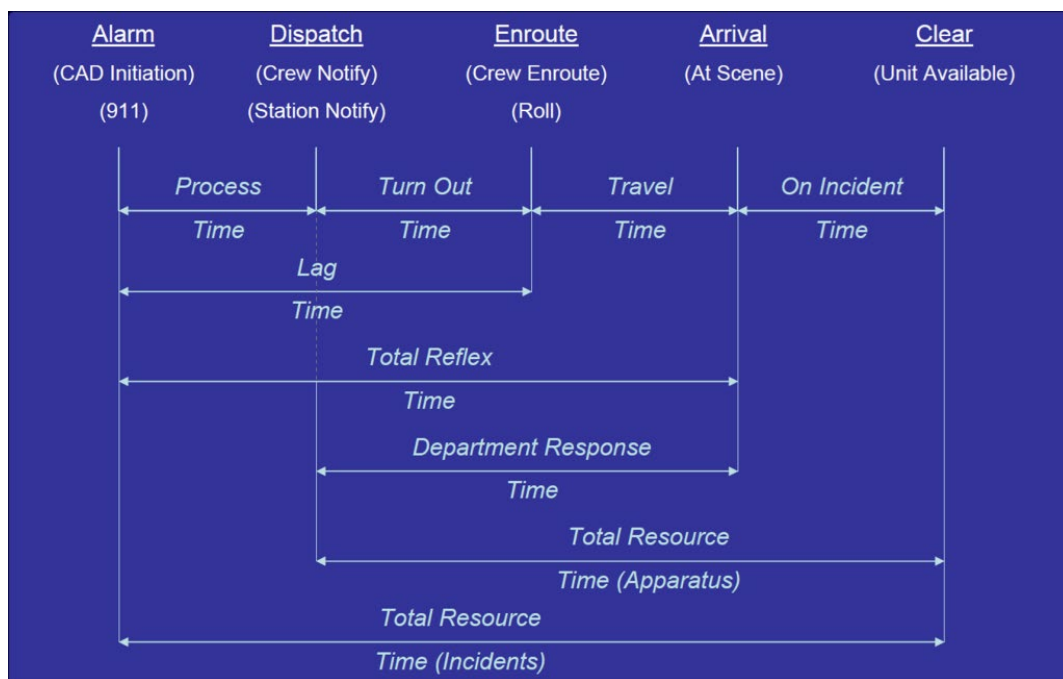 Alarm Dispatch Enroute Arrival Clear
(CAD Initiation) (Crew Notify) (Crew Enroute) (At Scene) (Unit Available)
(911) (Station Notify) (Roll)
Process Turn Out Travel On Incident
Time Time Time Time
Lag
Time
Total Reflex
Time
Department Response
Time
Total Resource
Time (Apparatus)
Total Resource
Time (Incidents)